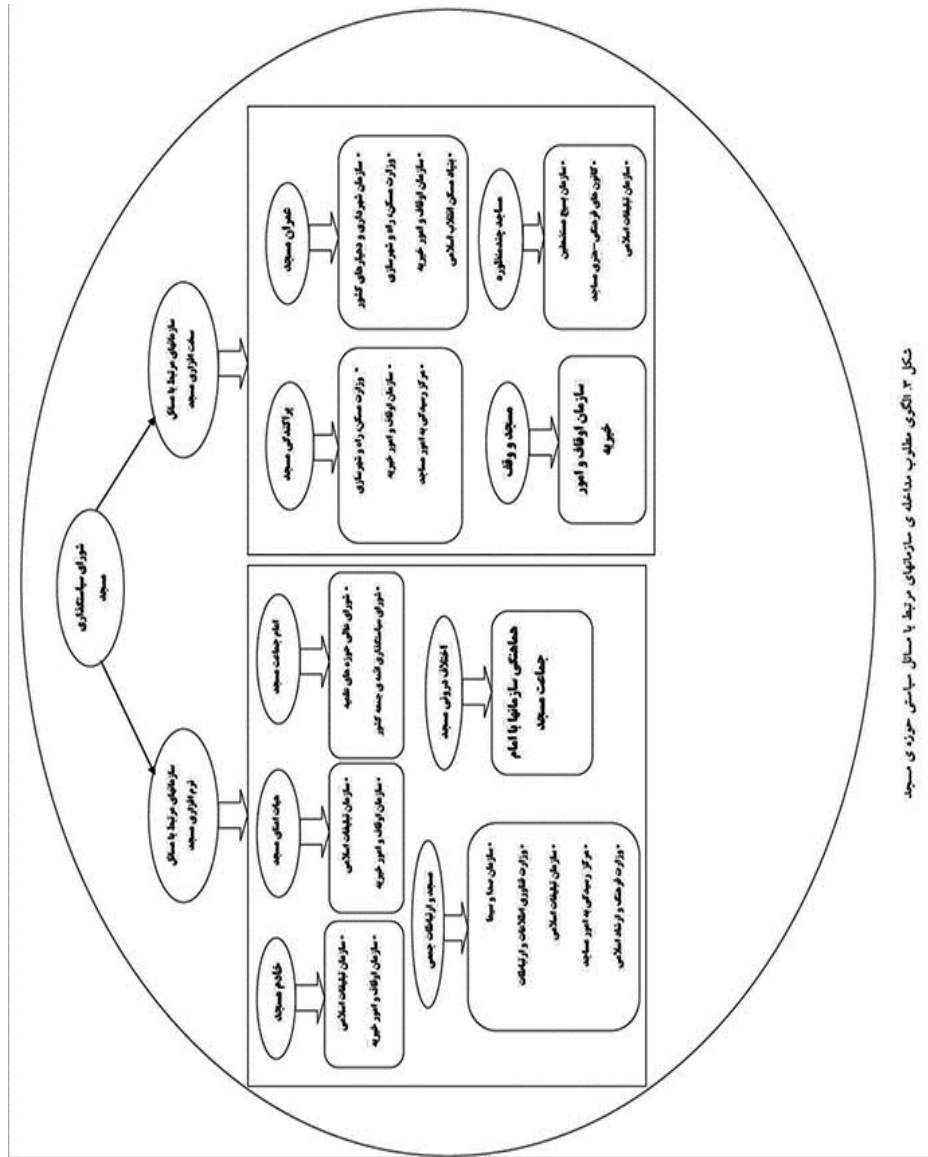 شورای سیاستگذاری
مسجد
سازمانهای مرتبط با مسائل
سخت افزاری مسجد
عمران مسجد
• سازمان شهرداری و دهیارهای کشور
• وزارت مسکن، راه و شهرسازی
• سازمان اوقاف و امور خیریه
• بنیاد مسکن انقلاب اسلامی
پراکندگی مسجد
• وزارت مسکن، راه و شهرسازی
• سازمان اوقاف و امور خیریه
• مرکز رسیدگی به امور مساجد
مساجد چندمنظوره
• سازمان بسیج مستضعفین
• کانون های فرهنگی-هنری مساجد
• سازمان تبلیغات اسلامی
مسجد و وقف
سازمان اوقاف و امور
خیریه
سازمانهای مرتبط با مسائل
نرم افزاری مسجد
امام جماعت مسجد
• شورای عالی حوزه های علمیه
• شورای سیاستگذاری ائمه ی جمعه کشور
هیات امنای مسجد
• سازمان تبلیغات اسلامی
• سازمان اوقاف و امور خیریه
خادم مسجد
• سازمان تبلیغات اسلامی
• سازمان اوقاف و امور خیریه
اختلاف درونی مسجد
هماهنگی سازمانها با امام
جماعت مسجد
مسجد و ارتباطات جمعی
• سازمان صدا و سیما
• وزارت فناوری اطلاعات و ارتباطات
• سازمان تبلیغات اسلامی
• مرکز رسیدگی به امور مساجد
• وزارت فرهنگ و ارشاد اسلامی
شکل ۳. الگوی مطلوب مداخله ی سازمانهای مرتبط با مسائل سیاستی حوزه ی مسجد